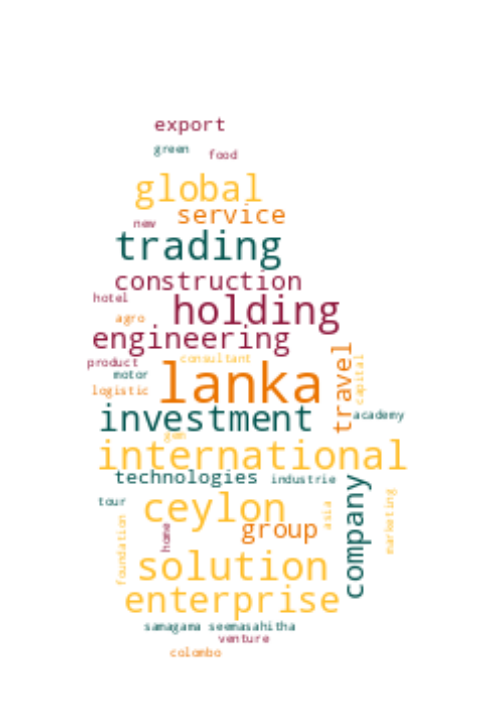 export
green
food
global
service
new
trading
construction
hotel
holding
agro
engineering
consultant
product
travel
capital
motor
lanka
logistic
investment
academy
gem
international
technologies
industrie
company
marketing
tour
ceylon
asia
foundation
home
group
solution
enterprise
samagama seemasahitha
venture
colombo